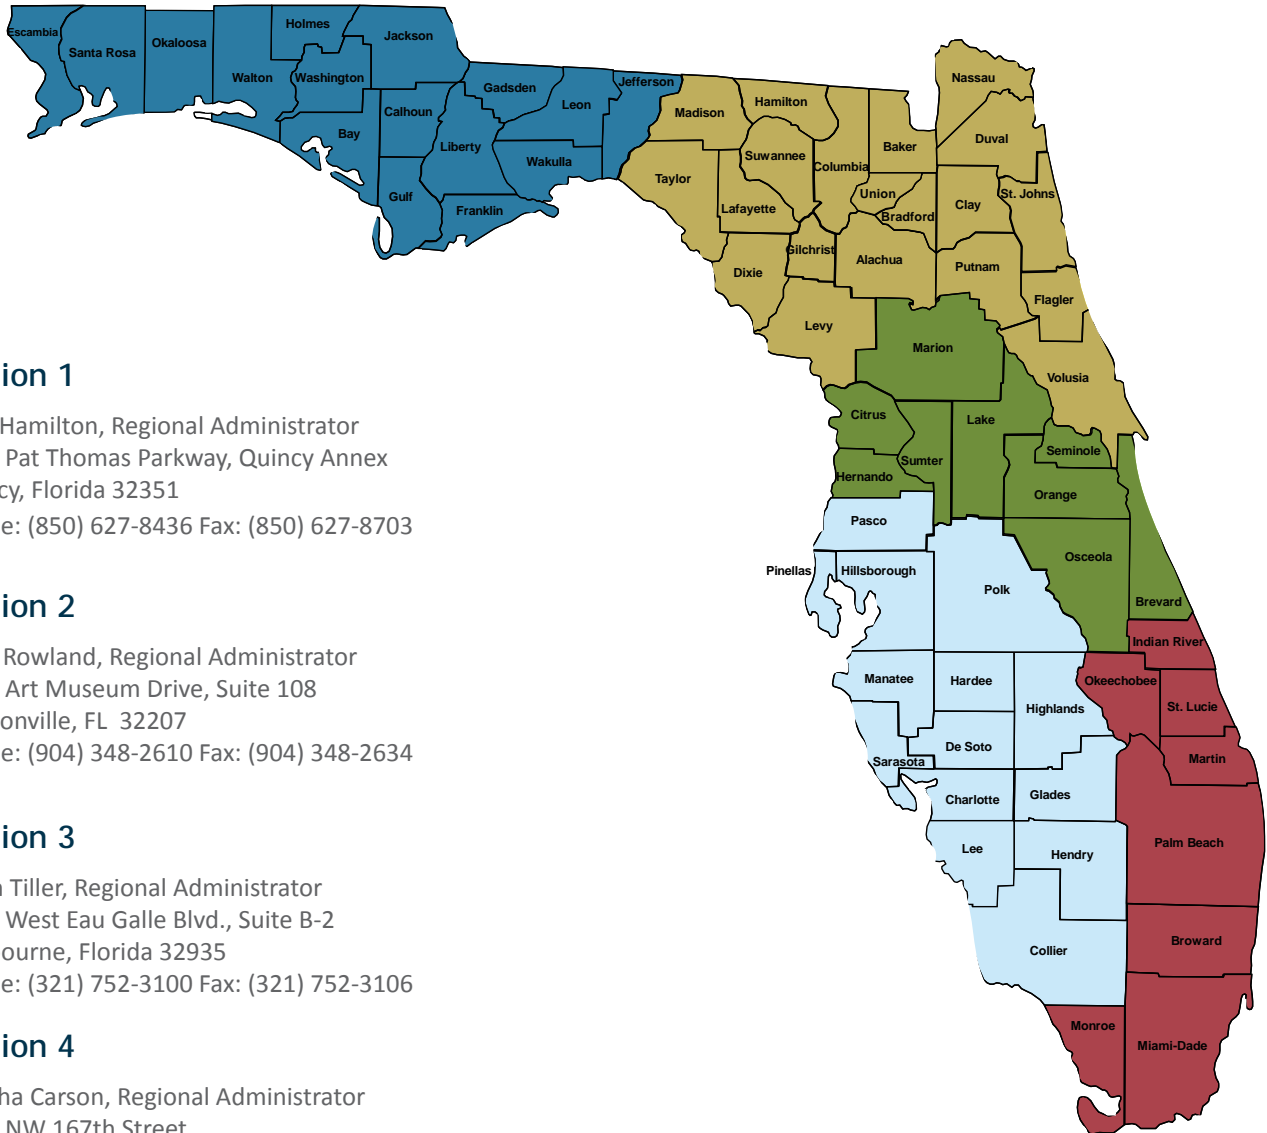 Escambia
Santa Rosa
Okaloosa
Walton
Holmes
Washington
Jackson
Bay
Calhoun
Gulf
Liberty
Gadsden
Franklin
Leon
Wakulla
Jefferson
Madison
Taylor
Hamilton
Suwannee
Lafayette
Columbia
Baker
Union
Bradford
Nassau
Duval
Clay
St. Johns
Dixie
Gilchrist
Alachua
Putnam
Flagler
Levy
Volusia
Marion
Citrus
Lake
Sumter
Hernando
Seminole
Orange
Osceola
Brevard
Pasco
Pinellas
Hillsborough
Polk
Manatee
Hardee
Highlands
De Soto
Sarasota
Charlotte
Glades
Lee
Hendry
Collier
Indian River
Okeechobee
St. Lucie
Martin
Palm Beach
Broward
Monroe
Miami-Dade
ion 1
Hamilton, Regional Administrator
Pat Thomas Parkway, Quincy Annex
cy, Florida 32351
e: (850) 627-8436 Fax: (850) 627-8703
ion 2
Rowland, Regional Administrator
Art Museum Drive, Suite 108
onville, FL 32207
e: (904) 348-2610 Fax: (904) 348-2634
ion 3
Tiller, Regional Administrator
West Eau Galle Blvd., Suite B-2
ourne, Florida 32935
e: (321) 752-3100 Fax: (321) 752-3106
ion 4
ha Carson, Regional Administrator
NW 167th Street